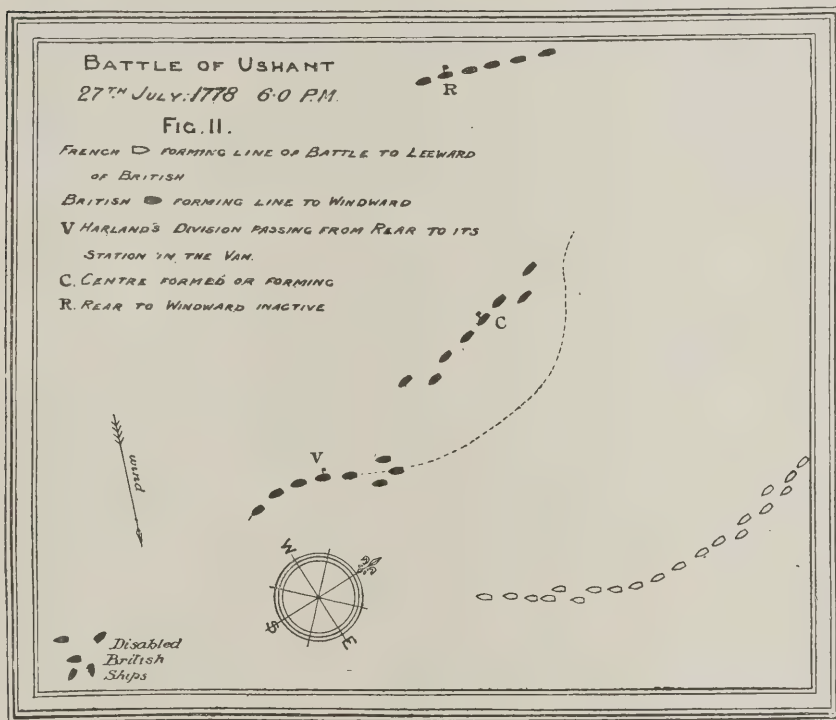 BATTLE OF USHANT
27TH JULY. 1778 6.0 P.M.
FIG. 11.
FRENCH FORMING LINE OF BATTLE TO LEEWARD
OF BRITISH
BRITISH FORMING LINE TO WINDWARD
V HARLAND'S DIVISION PASSING FROM REAR TO ITS
STATION IN THE VAN.
C. CENTRE FORMED OR FORMING
R. REAR TO WINDWARD INACTIVE
R
C
V
wind
W
S
E
Disabled
British
Ships